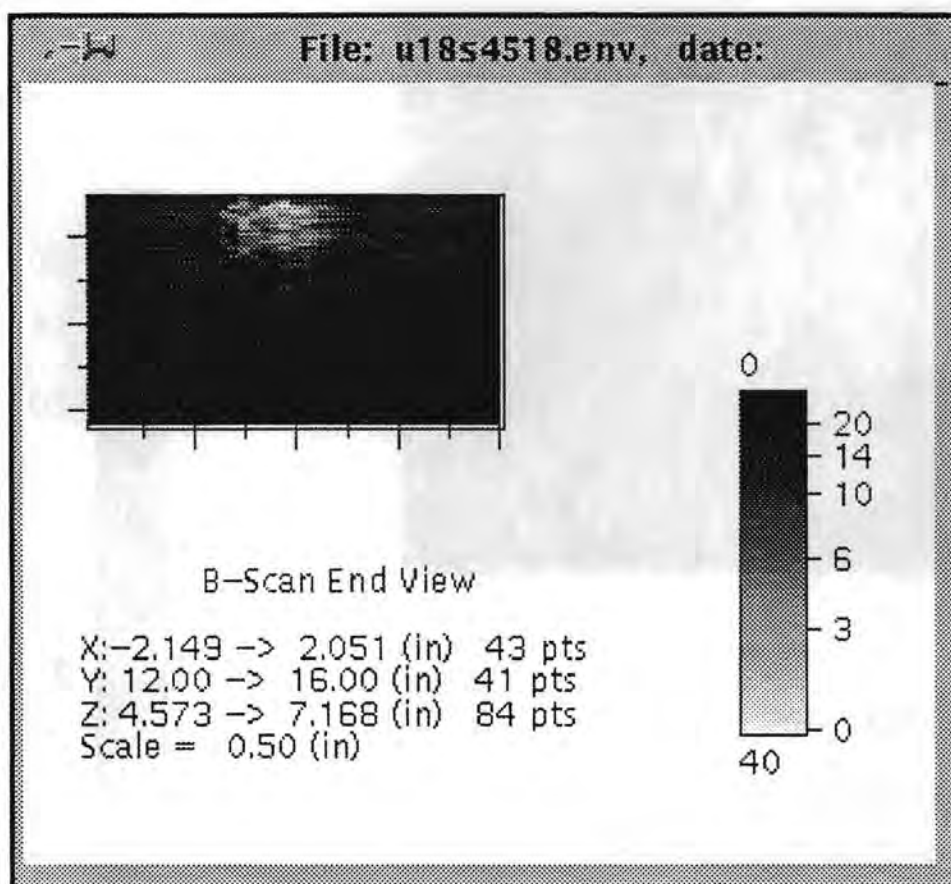 File: u18s4518.env, date:
0
20
14
10
6
3
0
40
B-Scan End View
X:-2.149 -> 2.051 (in) 43 pts
Y: 12.00 -> 16.00 (in) 41 pts
Z: 4.573 -> 7.168 (in) 84 pts
Scale = 0.50 (in)